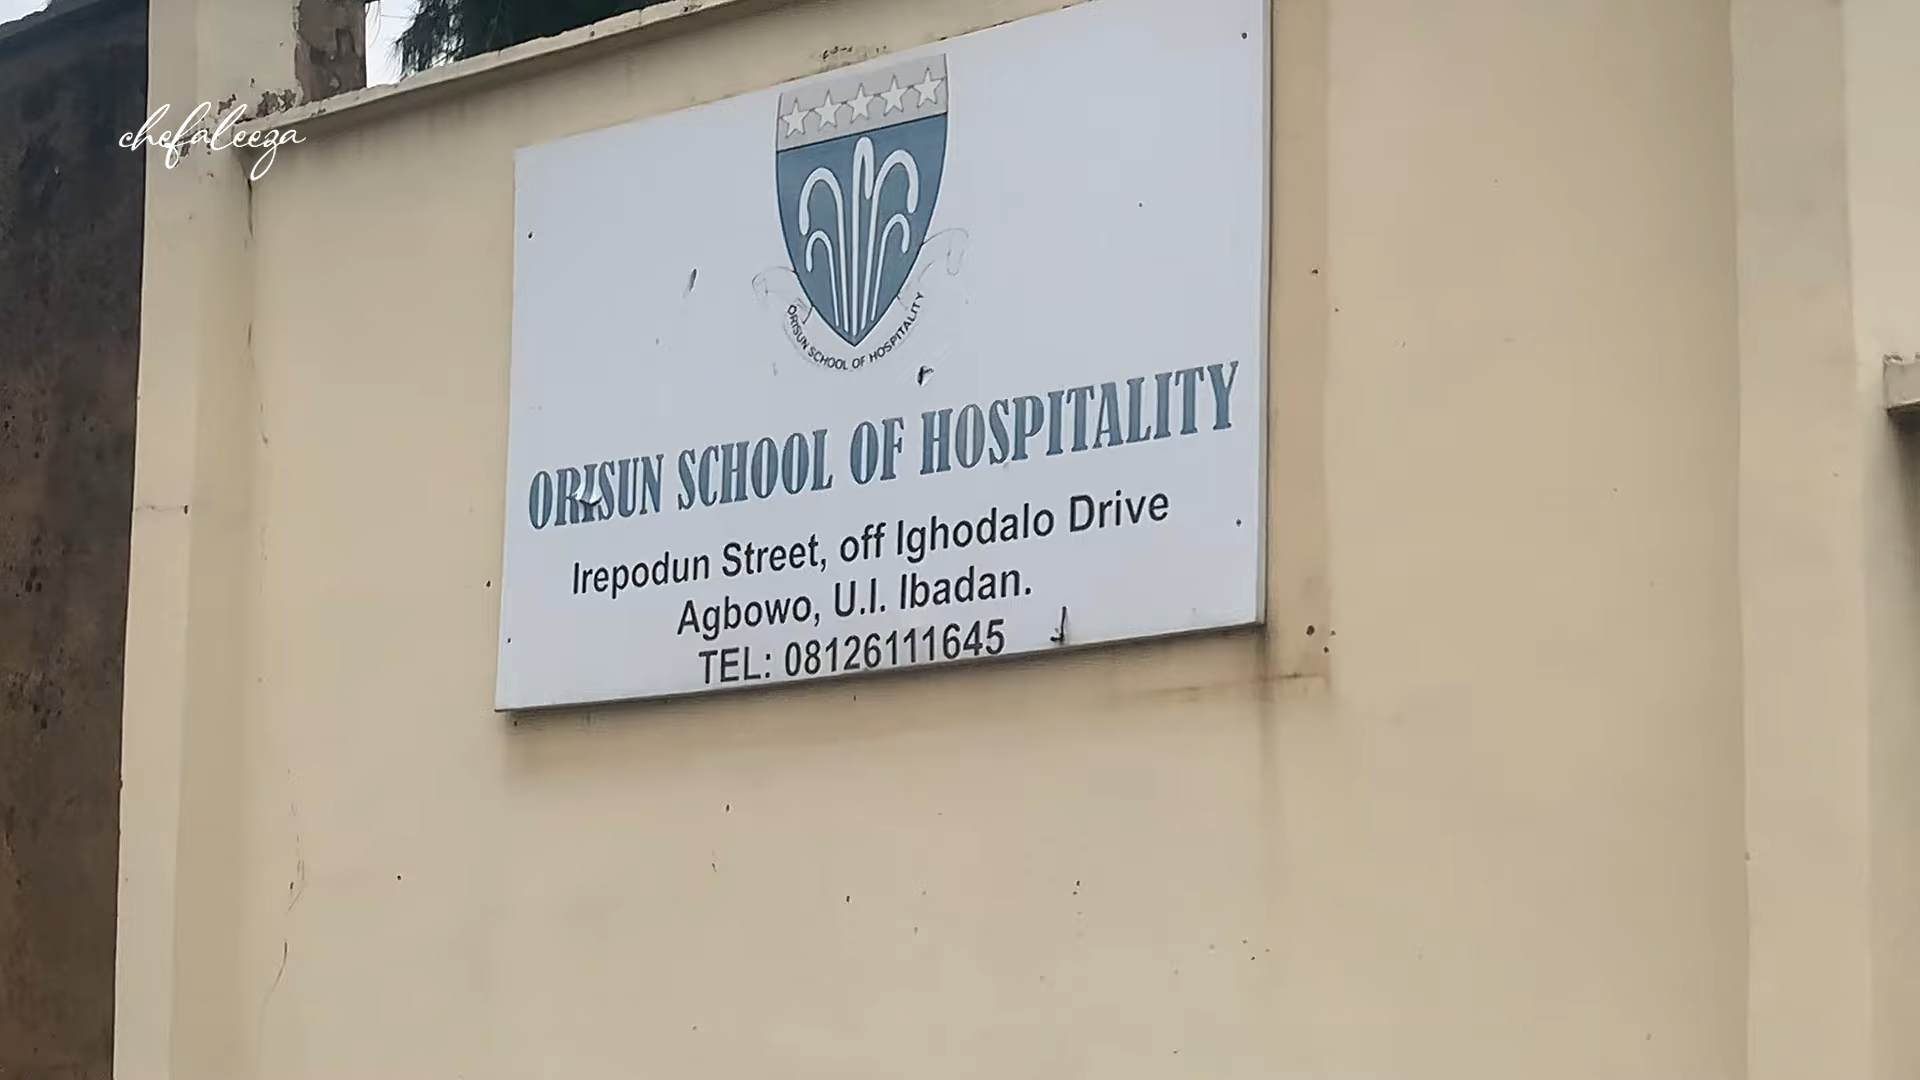 chefaleeza
ORISUN SCHOOL OF HOSPITALITY
ORISUN SCHOOL OF HOSPITALITY
Irepodun Street, off Ighodalo Drive
Agbowo, U.I. Ibadan.
TEL: 08126111645